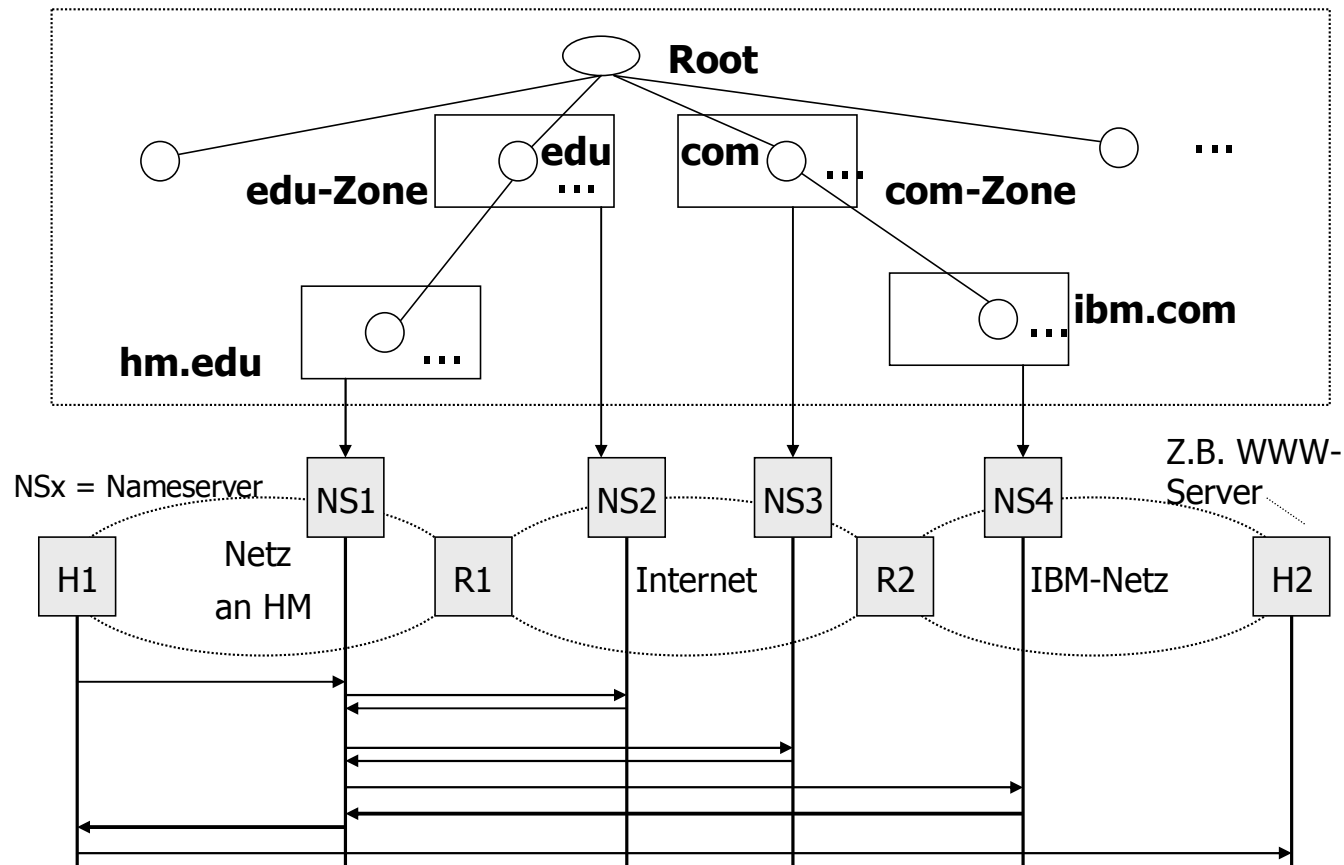 Root
edu
com
...
edu-Zone
...
...
com-Zone
ibm.com
...
hm.edu
...
NSx = Nameserver
NS1
NS2
NS3
NS4
Z.B. WWW-
Server
H1
Netz
an HM
R1
Internet
R2
IBM-Netz
H2